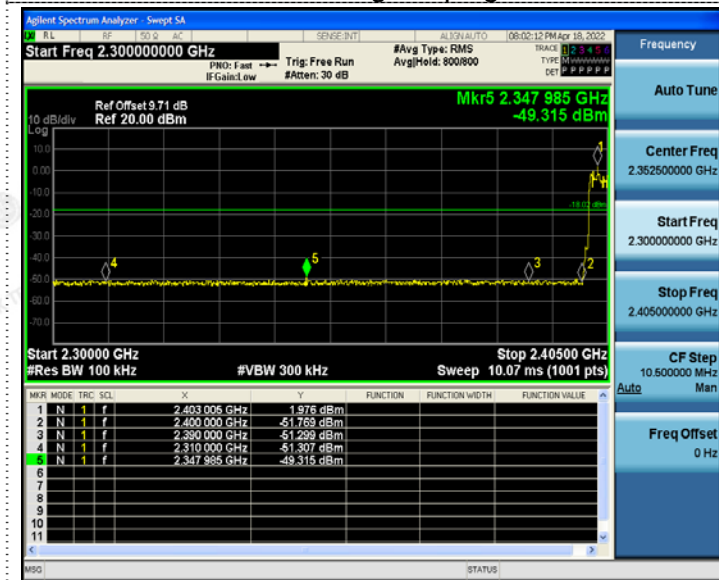 Agilent Spectrum Analyzer - Swept SA
RL RF 50 Ω AC SENSE:INT ALIGN AUTO 08:02:12 PM Apr 18, 2022
Start Freq 2.300000000 GHz
PNO: Fast
IFGain:Low
Trig: Free Run
#Atten: 30 dB
#Avg Type: RMS
Avg|Hold: 800/800
TRACE 1 2 3 4 5 6
TYPE M
DET P P P P P P
Mkr5 2.347 985 GHz
-49.315 dBm
Ref Offset 9.71 dB
10 dB/div Ref 20.00 dBm
Log
10.0
0.00
-10.0
-20.0
-30.0
-40.0
-50.0
-60.0
-70.0
-18.02 dBm
1
2
3
4
5
Start 2.30000 GHz Stop 2.40500 GHz
#Res BW 100 kHz #VBW 300 kHz Sweep 10.07 ms (1001 pts)
MKR MODE TRC SCL X Y FUNCTION FUNCTION WIDTH FUNCTION VALUE
1 N 1 f 2.403 005 GHz 1.976 dBm
2 N 1 f 2.400 000 GHz -51.769 dBm
3 N 1 f 2.390 000 GHz -51.299 dBm
4 N 1 f 2.310 000 GHz -51.307 dBm
5 N 1 f 2.347 985 GHz -49.315 dBm
6
7
8
9
10
11
MSG STATUS
Frequency
Auto Tune
Center Freq
2.352500000 GHz
Start Freq
2.300000000 GHz
Stop Freq
2.405000000 GHz
CF Step
10.500000 MHz
Auto Man
Freq Offset
0 Hz